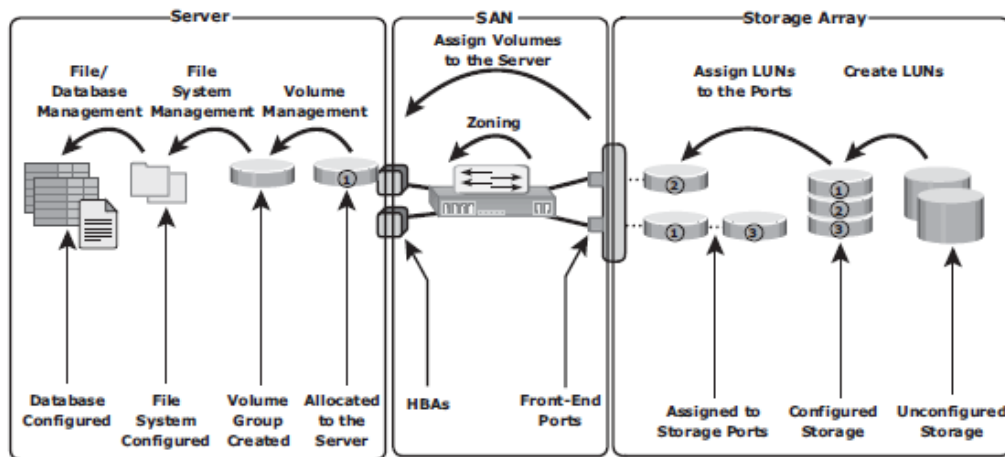 Server
SAN
Storage Array
Assign Volumes
to the Server
File/
Database
Management
File
System
Management
Volume
Management
Zoning
Assign LUNs
to the Ports
Create LUNs
1
2
1
3
1
2
3
Database
Configured
File
System
Configured
Volume
Group
Created
Allocated
to the
Server
HBAs
Front-End
Ports
Assigned to
Storage Ports
Configured
Storage
Unconfigured
Storage